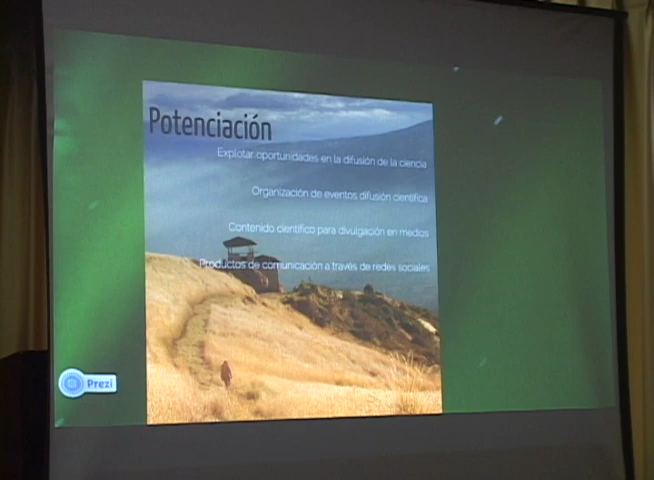 Potenciación
Explotar oportunidades en la difusión de la ciencia
Organización de eventos difusión científica
Contenido científico para divulgación en medios
Productos de comunicación a través de redes sociales
Prezi